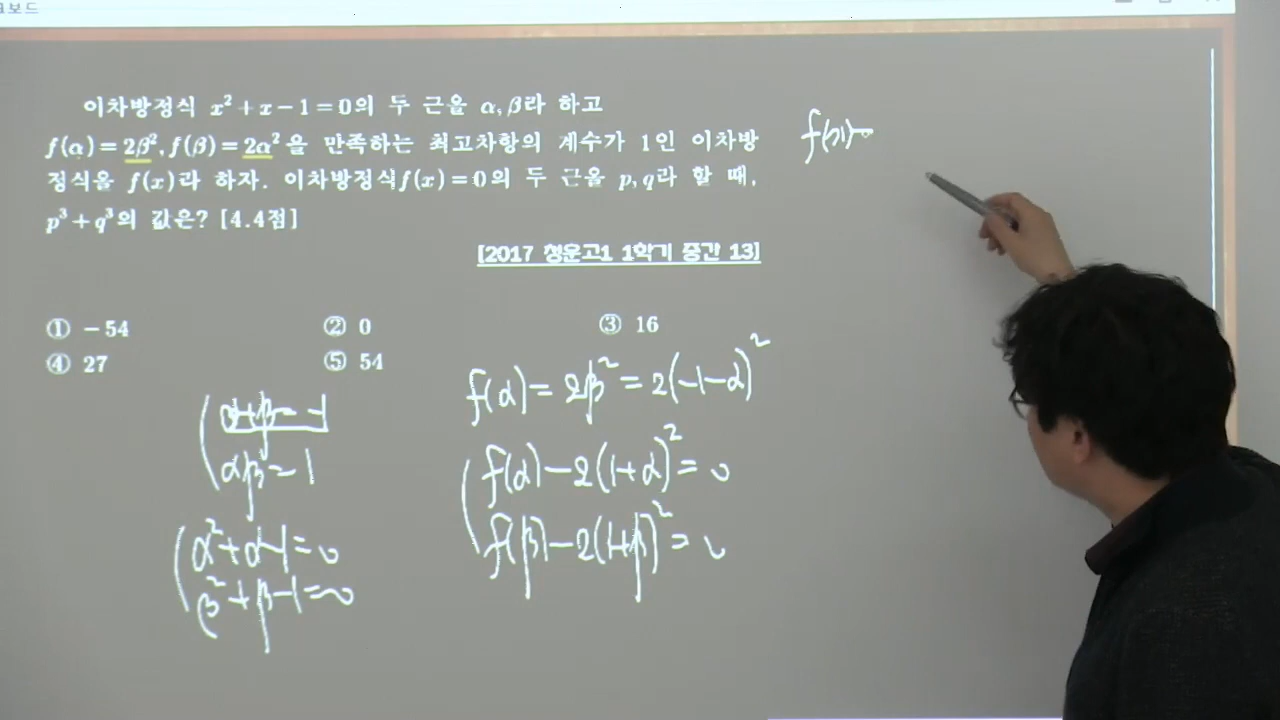 보드
이차방정식 x²+x−1=0의 두 근을 α, β라 하고
f(α)=2β², f(β)=2α²을 만족하는 최고차항의 계수가 1인 이차방
정식을 f(x)라 하자. 이차방정식f(x)=0의 두 근을 p, q라 할 때,
p³+q³의 값은? [4.4점]
[2017 청운고1 1학기 중간 13]
① −54
② 0
③ 16
④ 27
⑤ 54
α+β=−1
αβ=−1
α²+α−1=0
β²+β−1=0
f(α)=2β²=2(−1−α)²
f(α)−2(1+α)²=0
f(β)−2(1+β)²=0
f(x)−